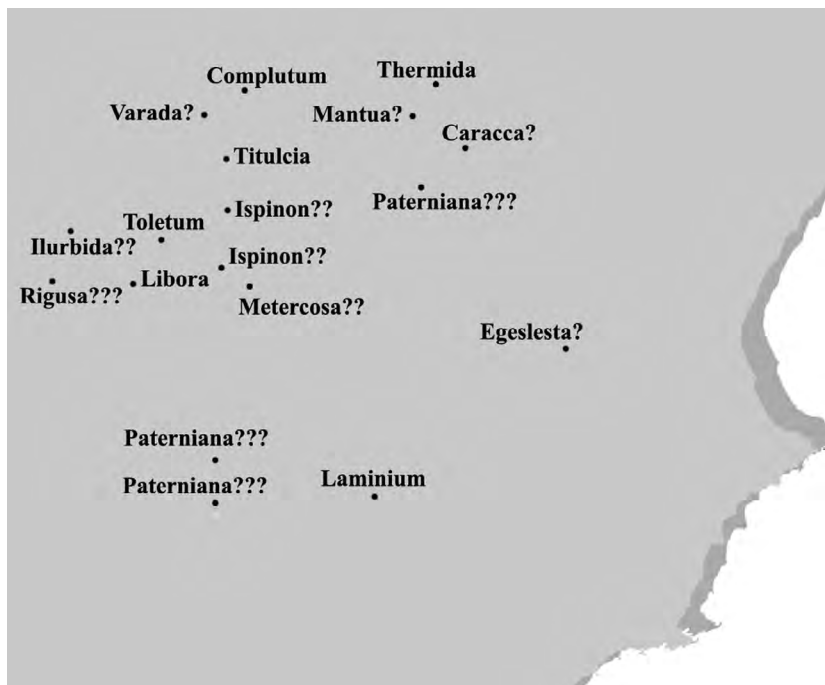 Thermida
Complutum
Varada?
Mantua?
Caracca?
Titulcia
Paterniana???
Ispinon??
Toletum
Ilurbida??
Ispinon??
Libora
Rigusa???
Metercosa??
Egeslesta?
Paterniana???
Laminium
Paterniana???